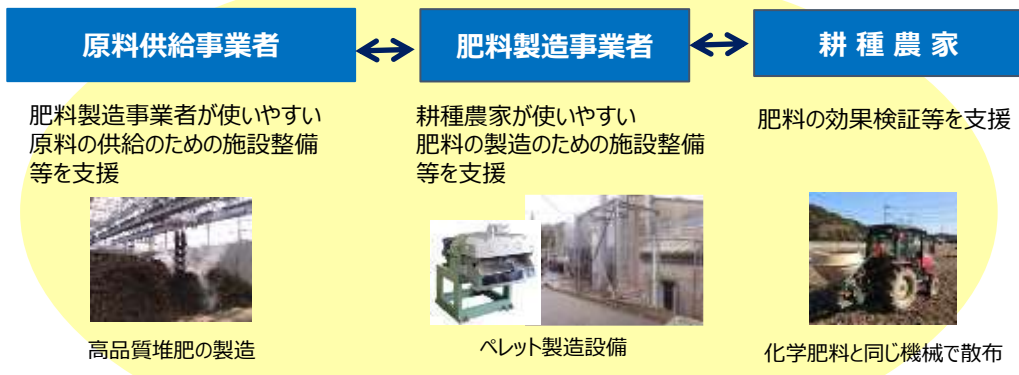 原料供給事業者
肥料製造事業者
耕種農家
肥料製造事業者が使いやすい
原料の供給のための施設整備
等を支援
耕種農家が使いやすい
肥料の製造のための施設整備
等を支援
肥料の効果検証等を支援
高品質堆肥の製造
ペレット製造設備
化学肥料と同じ機械で散布